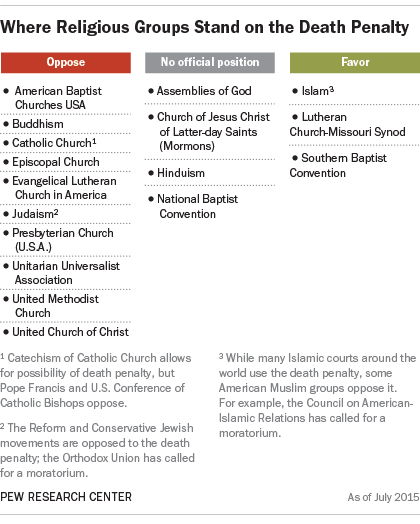 Where Religious Groups Stand on the Death Penalty
Oppose
• American Baptist
Churches USA
• Buddhism
• Catholic Church¹
• Episcopal Church
• Evangelical Lutheran
Church in America
• Judaism²
• Presbyterian Church
(U.S.A.)
• Unitarian Universalist
Association
• United Methodist
Church
• United Church of Christ
No official position
• Assemblies of God
• Church of Jesus Christ
of Latter-day Saints
(Mormons)
• Hinduism
• National Baptist
Convention
Favor
• Islam³
• Lutheran
Church-Missouri Synod
• Southern Baptist
Convention
¹ Catechism of Catholic Church allows
for possibility of death penalty, but
Pope Francis and U.S. Conference of
Catholic Bishops oppose.
² The Reform and Conservative Jewish
movements are opposed to the death
penalty; the Orthodox Union has called
for a moratorium.
³ While many Islamic courts around the
world use the death penalty, some
American Muslim groups oppose it.
For example, the Council on American-
Islamic Relations has called for a
moratorium.
PEW RESEARCH CENTER
As of July 2015